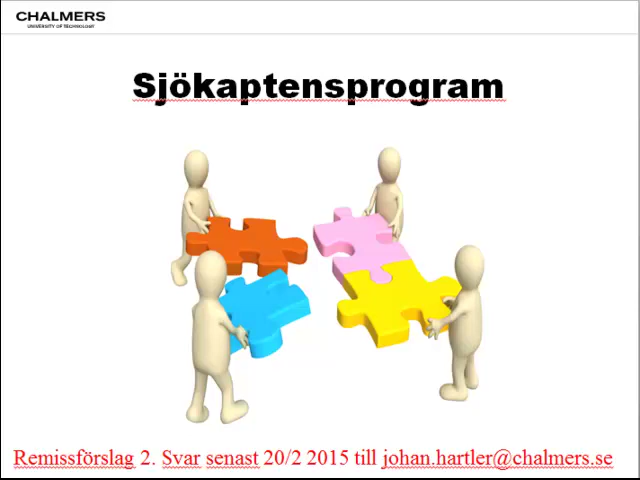 CHALMERS
UNIVERSITY OF TECHNOLOGY
Sjökaptensprogram
Remissförslag 2. Svar senast 20/2 2015 till johan.hartler@chalmers.se